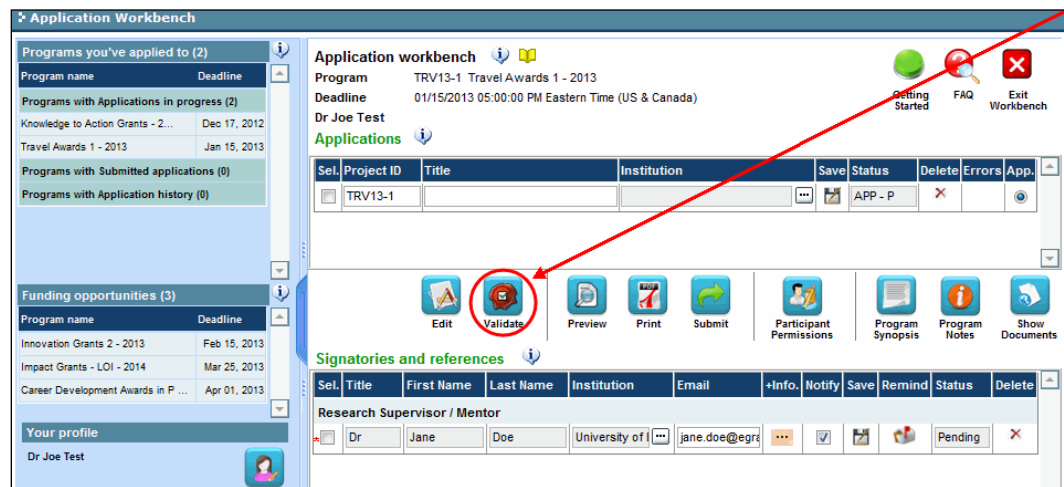 Application Workbench
Programs you've applied to (2)
Program name Deadline
Programs with Applications in progress (2)
Knowledge to Action Grants - 2... Dec 17, 2012
Travel Awards 1 - 2013 Jan 15, 2013
Programs with Submitted applications (0)
Programs with Application history (0)
Funding opportunities (3)
Program name Deadline
Innovation Grants 2 - 2013 Feb 15, 2013
Impact Grants - LOI - 2014 Mar 25, 2013
Career Development Awards in P ... Apr 01, 2013
Your profile
Dr Joe Test
Application workbench
Program TRV13-1 Travel Awards 1 - 2013
Deadline 01/15/2013 05:00:00 PM Eastern Time (US & Canada)
Dr Joe Test
Getting Started FAQ Exit Workbench
Applications
Sel. Project ID Title Institution Save Status Delete Errors App.
TRV13-1 ... APP - P
Edit Validate Preview Print Submit Participant Permissions Program Synopsis Program Notes Show Documents
Signatories and references
Sel. Title First Name Last Name Institution Email +Info. Notify Save Remind Status Delete
Research Supervisor / Mentor
Dr Jane Doe University of ... jane.doe@egra ... Pending